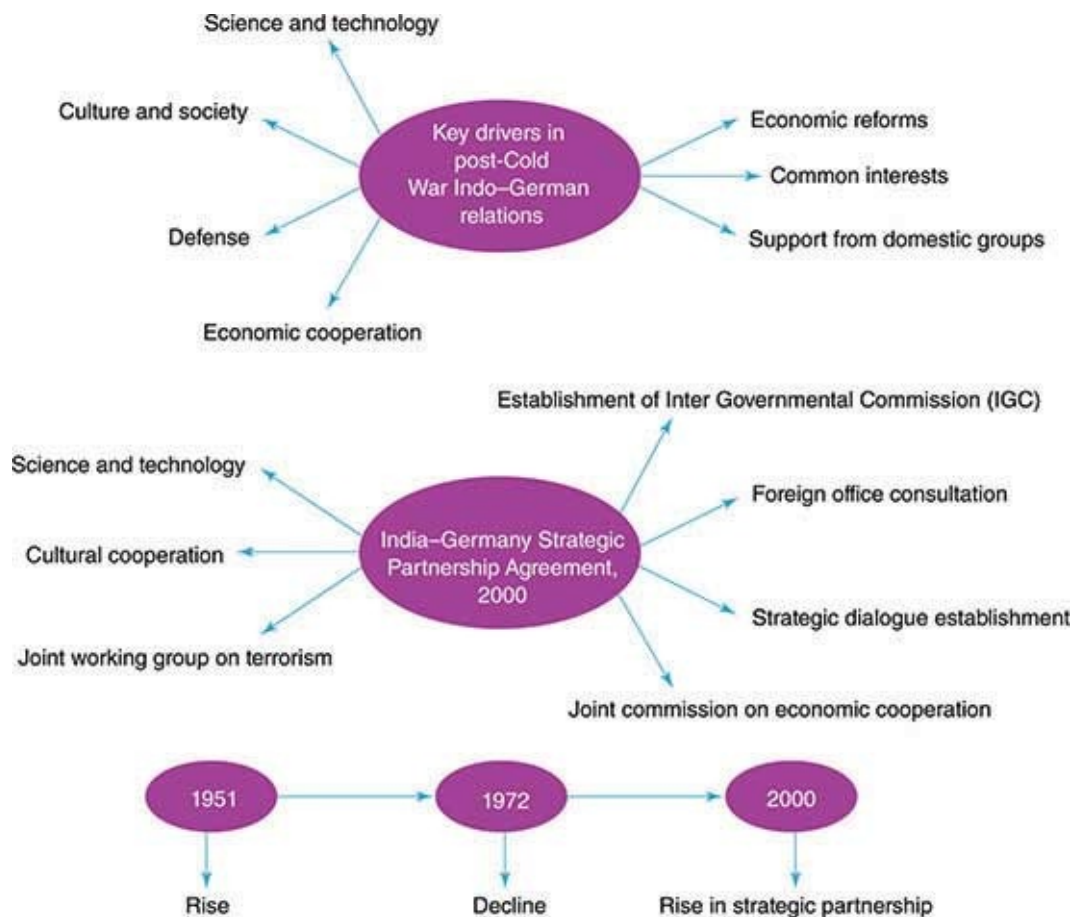 Science and technology
Culture and society
Defense
Economic cooperation
Key drivers in
post-Cold
War Indo–German
relations
Economic reforms
Common interests
Support from domestic groups
Establishment of Inter Governmental Commission (IGC)
Science and technology
Cultural cooperation
Joint working group on terrorism
India–Germany Strategic
Partnership Agreement,
2000
Foreign office consultation
Strategic dialogue establishment
Joint commission on economic cooperation
1951
1972
2000
Rise
Decline
Rise in strategic partnership